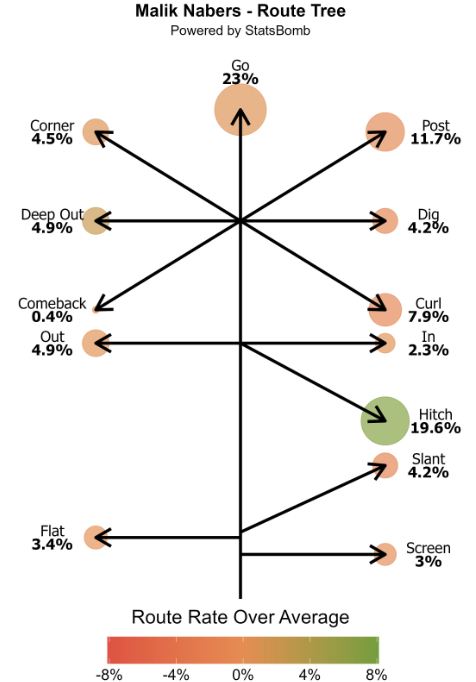 Malik Nabers - Route Tree
Powered by StatsBomb
Go
23%
Corner
4.5%
Post
11.7%
Deep Out
4.9%
Dig
4.2%
Comeback
0.4%
Curl
7.9%
Out
4.9%
In
2.3%
Hitch
19.6%
Slant
4.2%
Flat
3.4%
Screen
3%
Route Rate Over Average
-8% -4% 0% 4% 8%